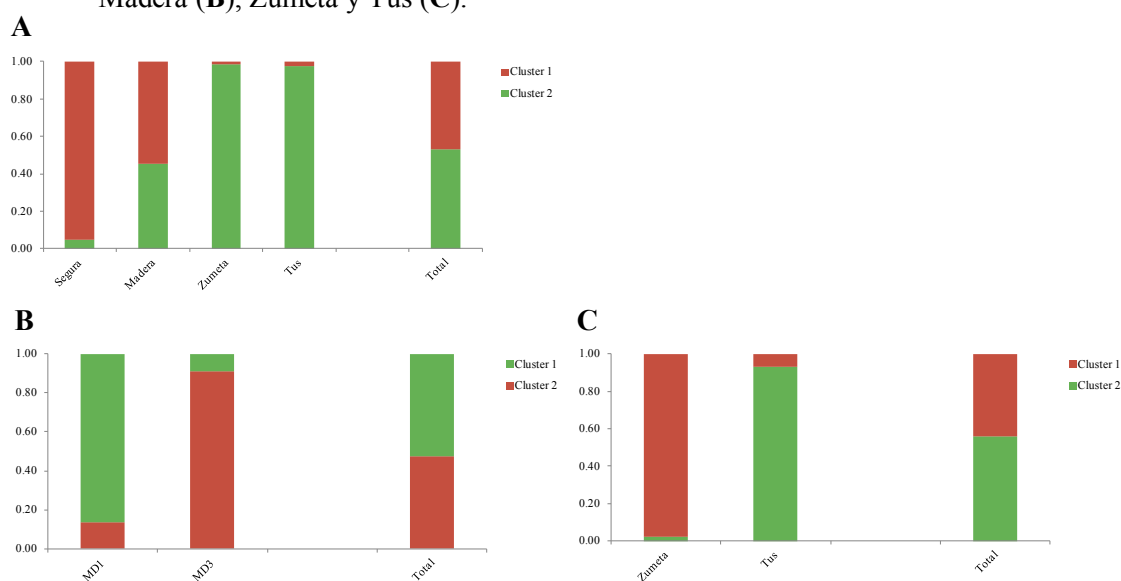 Madera (B), Zumeta y Tus (C).
A
1.00
0.80
0.60
0.40
0.20
0.00
Segura
Madera
Zumeta
Tus
Total
Cluster 1
Cluster 2
B
1.00
0.80
0.60
0.40
0.20
0.00
MD1
MD3
Total
Cluster 1
Cluster 2
C
1.00
0.80
0.60
0.40
0.20
0.00
Zumeta
Tus
Total
Cluster 1
Cluster 2